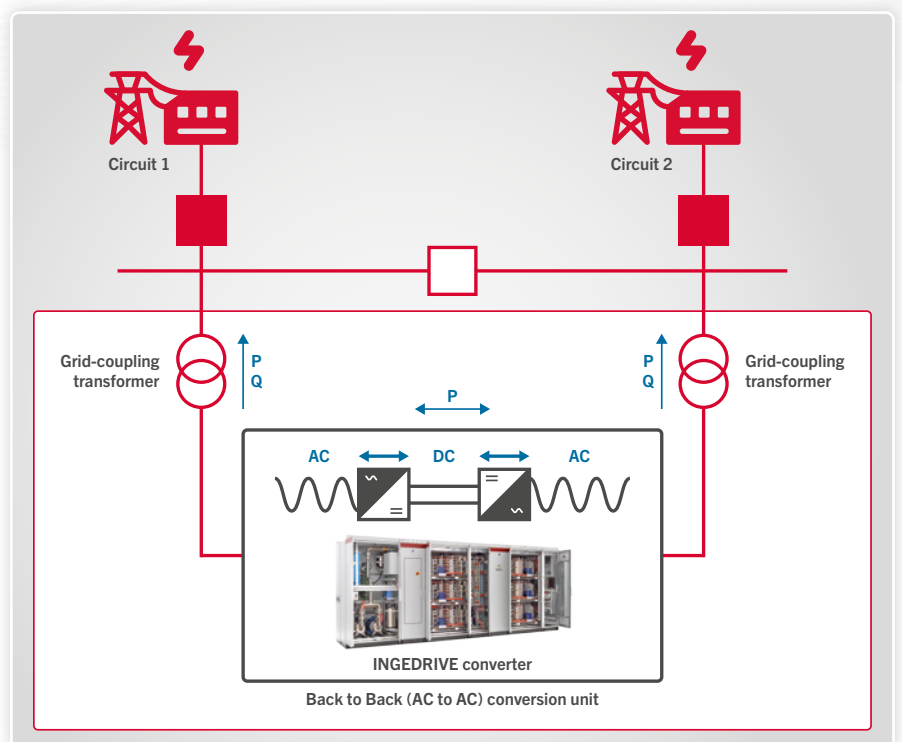 Circuit 1
Circuit 2
Grid-coupling
transformer
P
Q
P
Q
Grid-coupling
transformer
P
AC
DC
AC
INGEDRIVE converter
Back to Back (AC to AC) conversion unit